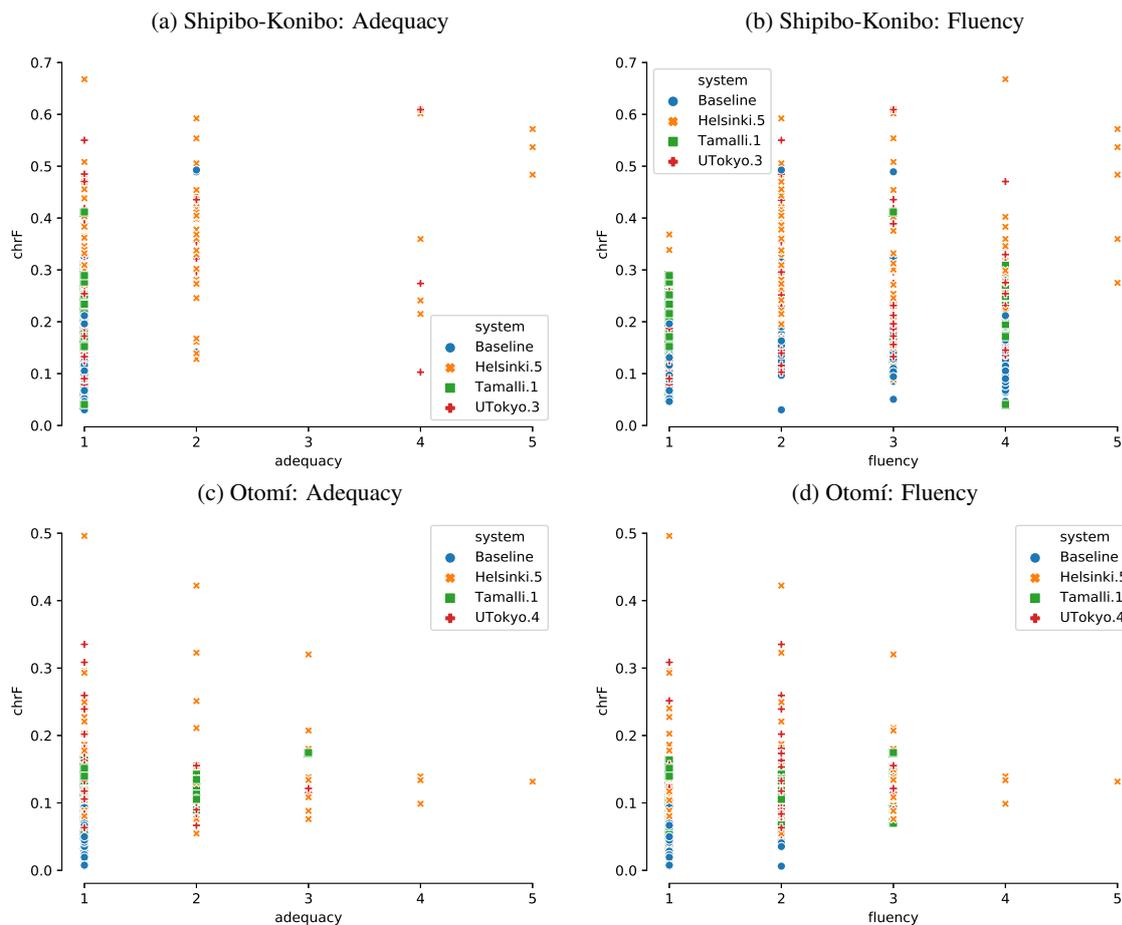 (a) Shipibo-Konibo: Adequacy
0.7
0.6
0.5
0.4
0.3
0.2
0.1
0.0
chrF
1 2 3 4 5
adequacy
system
Baseline
Helsinki.5
Tamalli.1
UTokyo.3
(b) Shipibo-Konibo: Fluency
0.7
0.6
0.5
0.4
0.3
0.2
0.1
0.0
chrF
1 2 3 4 5
fluency
system
Baseline
Helsinki.5
Tamalli.1
UTokyo.3
(c) Otomí: Adequacy
0.5
0.4
0.3
0.2
0.1
0.0
chrF
1 2 3 4 5
adequacy
system
Baseline
Helsinki.5
Tamalli.1
UTokyo.4
(d) Otomí: Fluency
0.5
0.4
0.3
0.2
0.1
0.0
chrF
1 2 3 4 5
fluency
system
Baseline
Helsinki.5
Tamalli.1
UTokyo.4